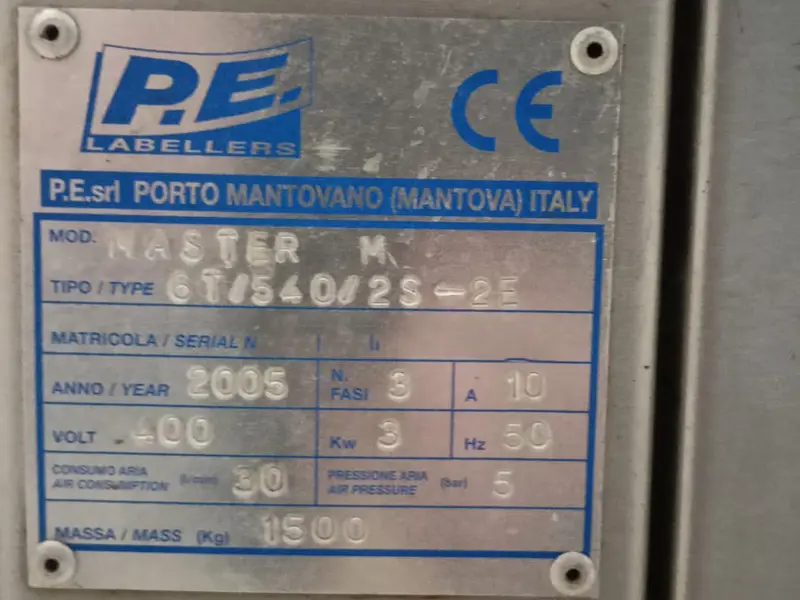 P.E.
LABELLERS
CE
P.E.srl PORTO MANTOVANO (MANTOVA) ITALY
MOD. MASTER M
TIPO / TYPE 6T/540/2S-2E
MATRICOLA / SERIAL N
ANNO / YEAR 2005 N. FASI 3 A 10
VOLT 400 Kw 3 Hz 50
CONSUMO ARIA
AIR CONSUMPTION (l/mm) 30 PRESSIONE ARIA
AIR PRESSURE (bar) 5
MASSA / MASS (Kg) 1500